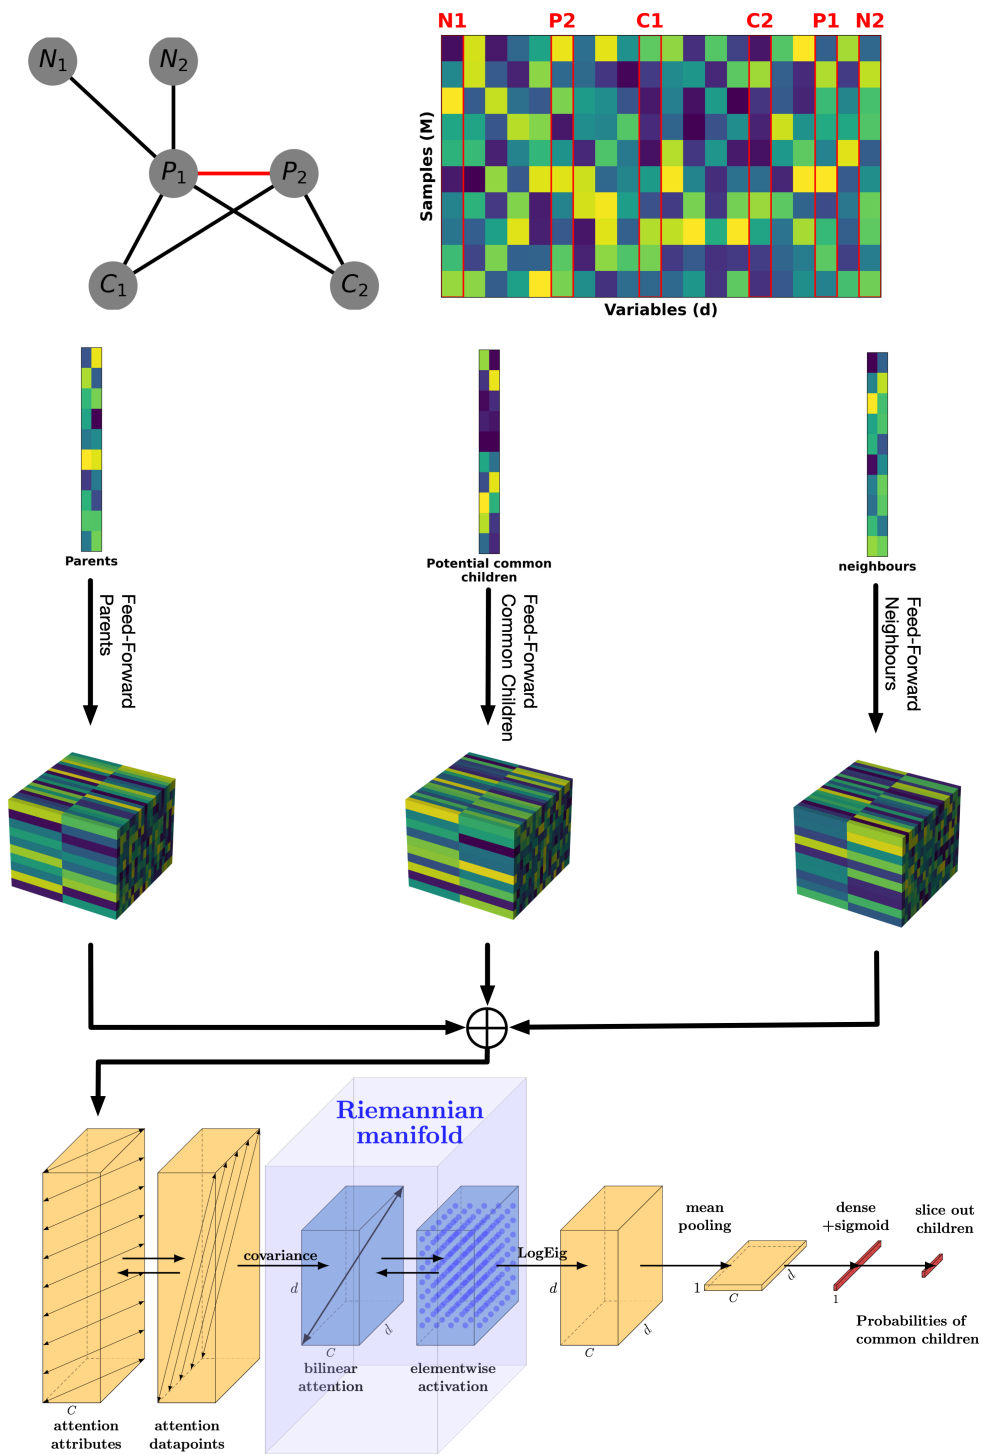 N1 P2 C1 C2 P1 N2
N₁
N₂
P₁
P₂
C₁
C₂
Samples (M)
Variables (d)
Parents
Potential common
children
neighbours
Feed-Forward
Parents
Feed-Forward
Common Children
Feed-Forward
Neighbours
Riemannian
manifold
covariance
LogEig
mean
pooling
dense
+sigmoid
slice out
children
d
C
d
d
C
d
1
C
d
1
C
Probabilities of
common children
bilinear
attention
elementwise
activation
attention
attributes
attention
datapoints